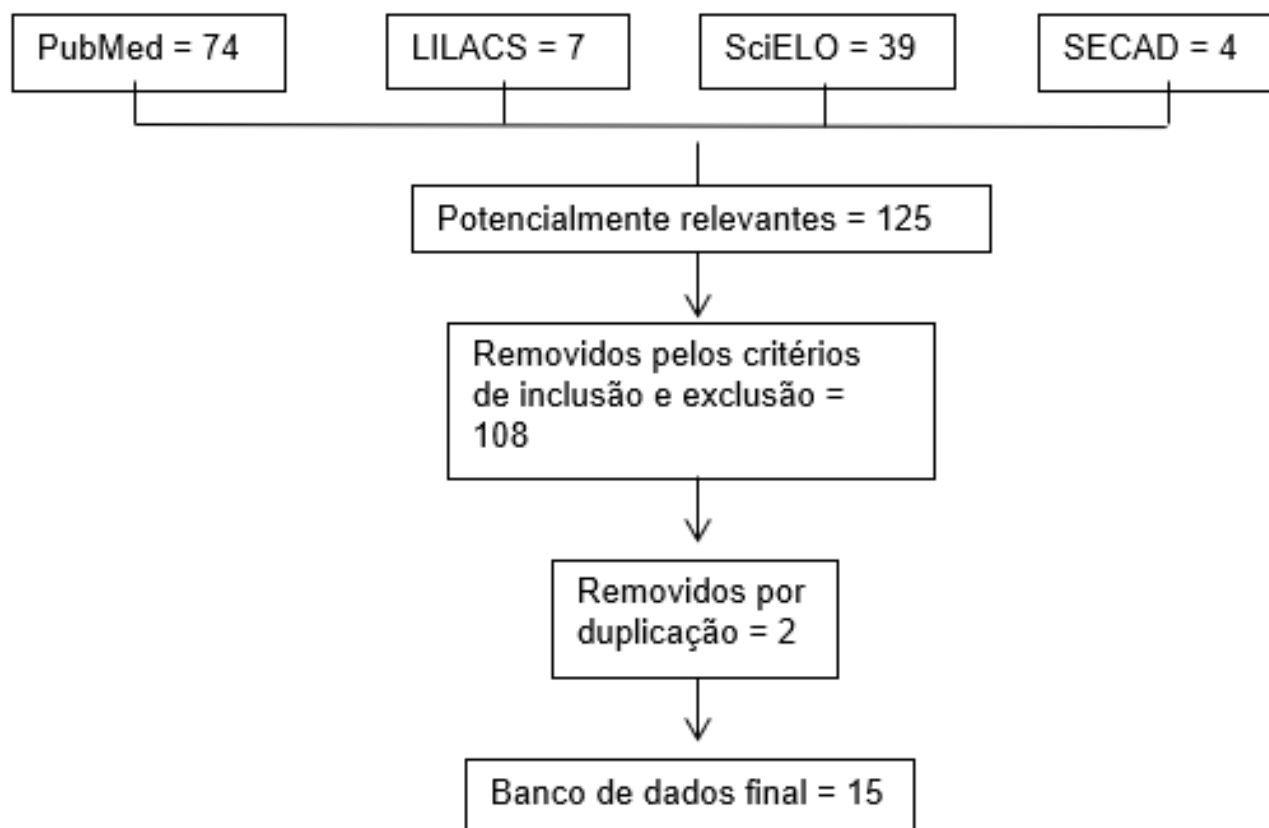 PubMed = 74
LILACS = 7
SciELO = 39
SECAD = 4
Potencialmente relevantes = 125
Removidos pelos critérios
de inclusão e exclusão =
108
Removidos por
duplicação = 2
Banco de dados final = 15